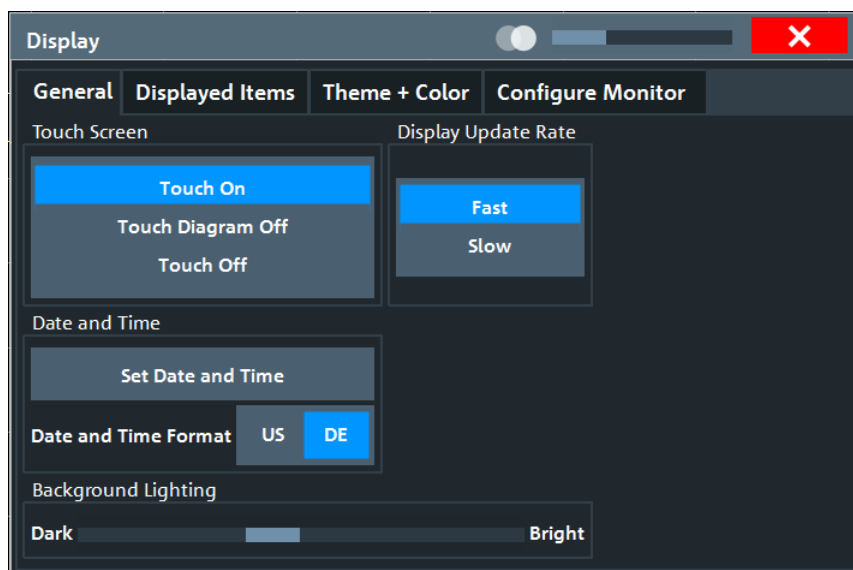 Display
General Displayed Items Theme + Color Configure Monitor
Touch Screen
Display Update Rate
Touch On
Touch Diagram Off
Touch Off
Fast
Slow
Date and Time
Set Date and Time
Date and Time Format US DE
Background Lighting
Dark Bright